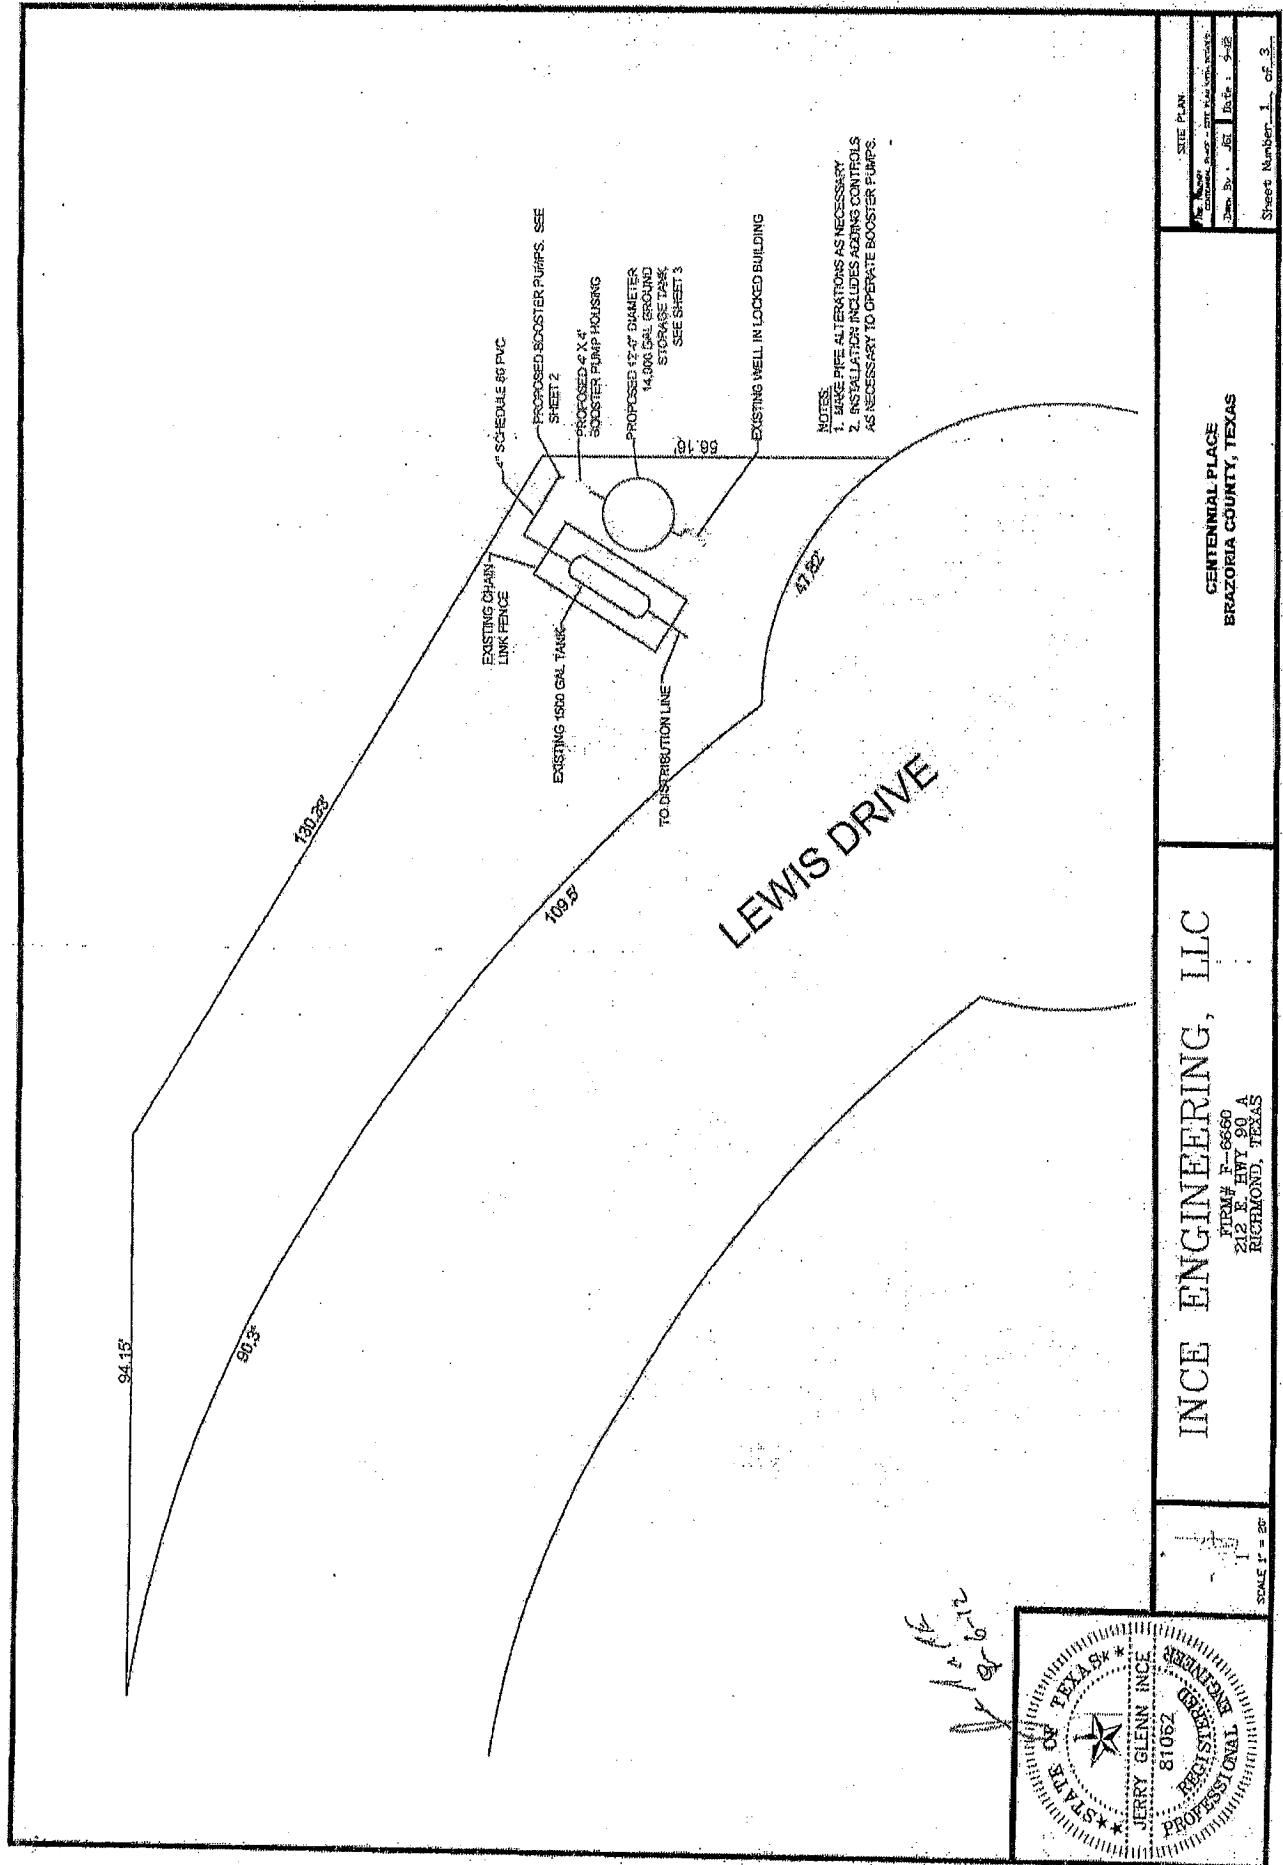 94.15'
130.33'
90.3'
109.5'
47.82'
LEWIS DRIVE
EXISTING CHAIN
LINK FENCE
4" SCHEDULE 80 PVC
PROPOSED BOOSTER PUMPS. SEE
SHEET 2
PROPOSED 4' X 4'
BOOSTER PUMP HOUSING
PROPOSED 12'-0" DIAMETER
14,000 GAL GROUND
STORAGE TANK
SEE SHEET 3
EXISTING 1500 GAL TANK
TO DISTRIBUTION LINE
EXISTING WELL IN LOCKED BUILDING
NOTES:
1. MAKE PIPE ALTERATIONS AS NECESSARY
2. INSTALLATION INCLUDES ADDING CONTROLS
AS NECESSARY TO OPERATE BOOSTER PUMPS.
STATE OF TEXAS
JERRY GLENN INCE
81062
REGISTERED
PROFESSIONAL ENGINEER
SCALE 1" = 20'
INCE ENGINEERING, LLC
FIRM# F-6660
212 E. HWY 90 A
RICHMOND, TEXAS
CENTENNIAL PLACE
BRAZORIA COUNTY, TEXAS
SITE PLAN
Date : 9-12
Sheet Number 1 of 3